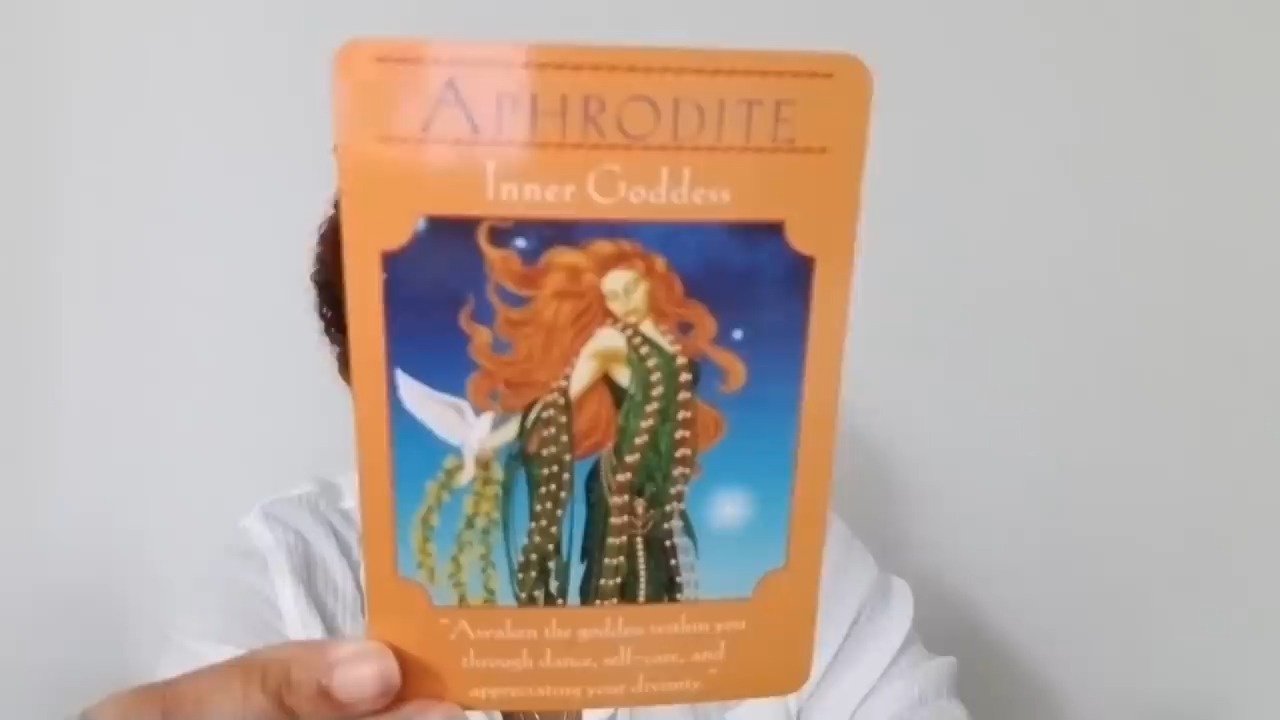 APHRODITE
Inner Goddess
"Awaken the goddess within you
through dance, self-care, and
appreciating your divinity."